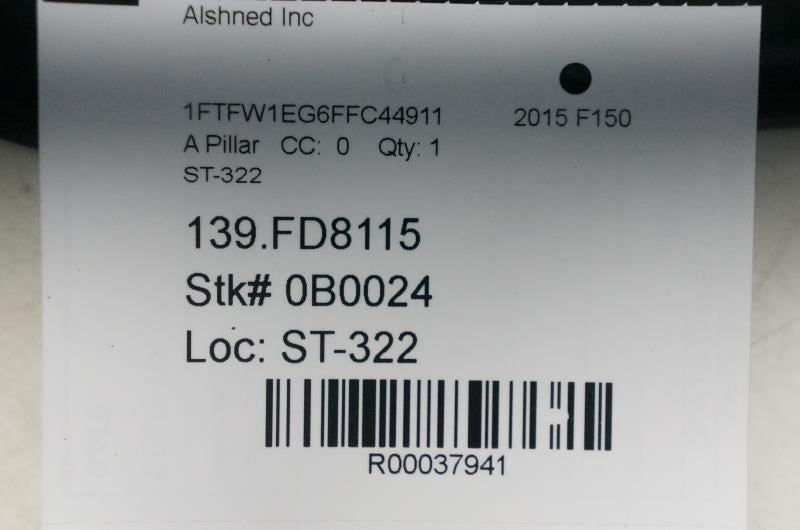 Alshned Inc
1FTFW1EG6FFC44911 2015 F150
A Pillar CC: 0 Qty: 1
ST-322
139.FD8115
Stk# 0B0024
Loc: ST-322
R00037941